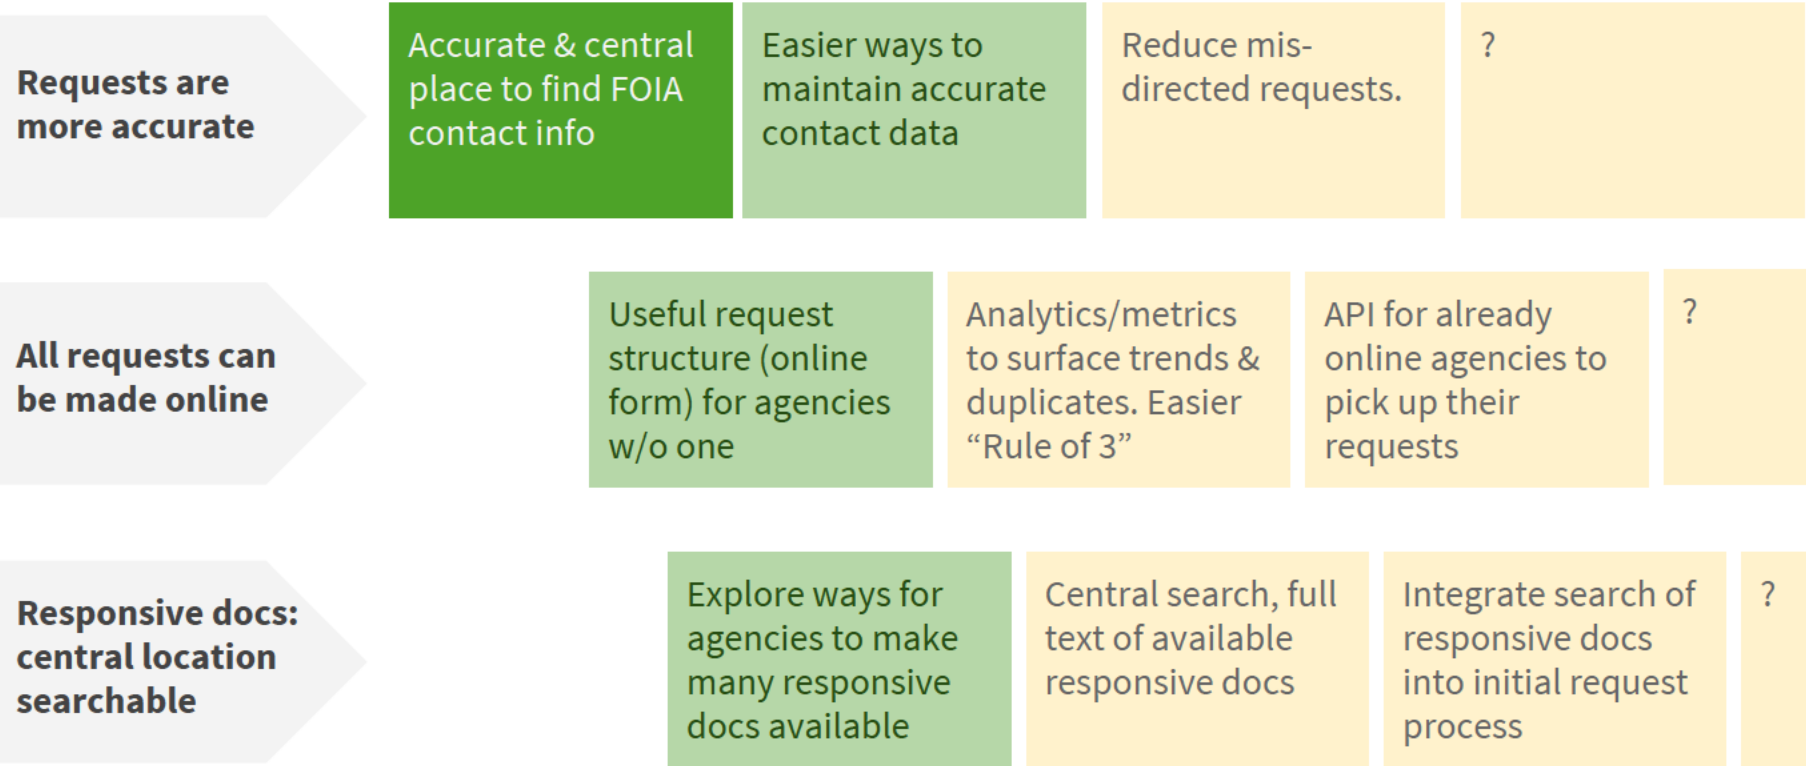 Requests are
more accurate
Accurate & central
place to find FOIA
contact info
Easier ways to
maintain accurate
contact data
Reduce mis-
directed requests.
?
All requests can
be made online
Useful request
structure (online
form) for agencies
w/o one
Analytics/metrics
to surface trends &
duplicates. Easier
“Rule of 3”
API for already
online agencies to
pick up their
requests
?
Responsive docs:
central location
searchable
Explore ways for
agencies to make
many responsive
docs available
Central search, full
text of available
responsive docs
Integrate search of
responsive docs
into initial request
process
?